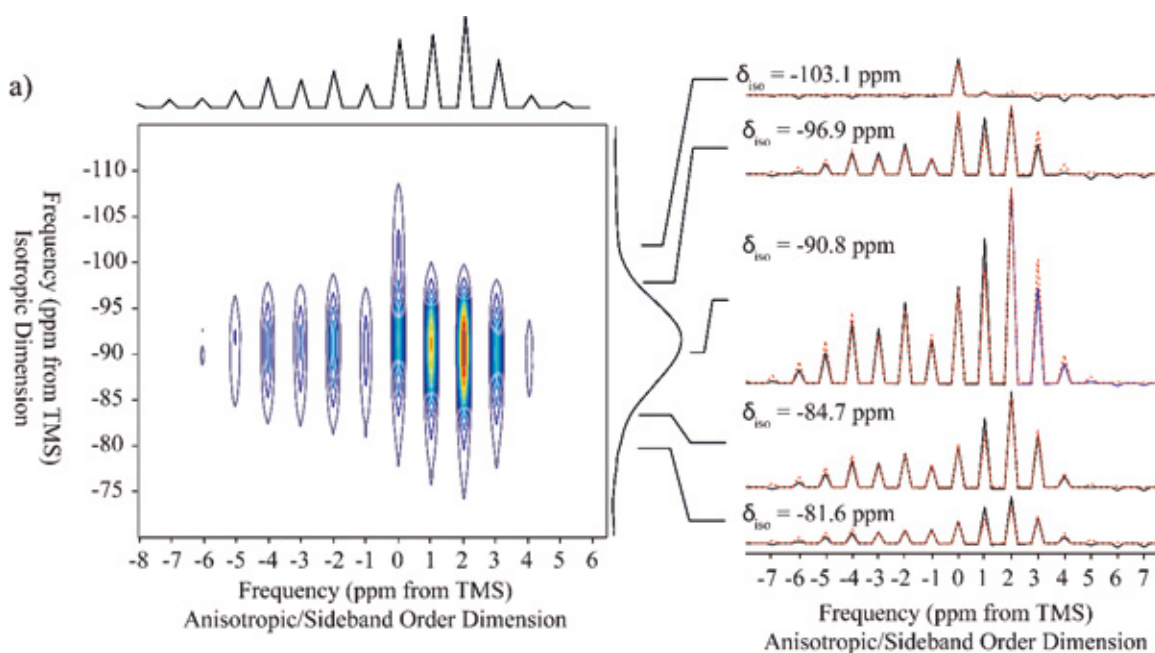 a)
Frequency (ppm from TMS)
Isotropic Dimension
-110
-105
-100
-95
-90
-85
-80
-75
-8 -7 -6 -5 -4 -3 -2 -1 0 1 2 3 4 5 6
Frequency (ppm from TMS)
Anisotropic/Sideband Order Dimension
δiso = -103.1 ppm
δiso = -96.9 ppm
δiso = -90.8 ppm
δiso = -84.7 ppm
δiso = -81.6 ppm
-7 -6 -5 -4 -3 -2 -1 0 1 2 3 4 5 6 7
Frequency (ppm from TMS)
Anisotropic/Sideband Order Dimension